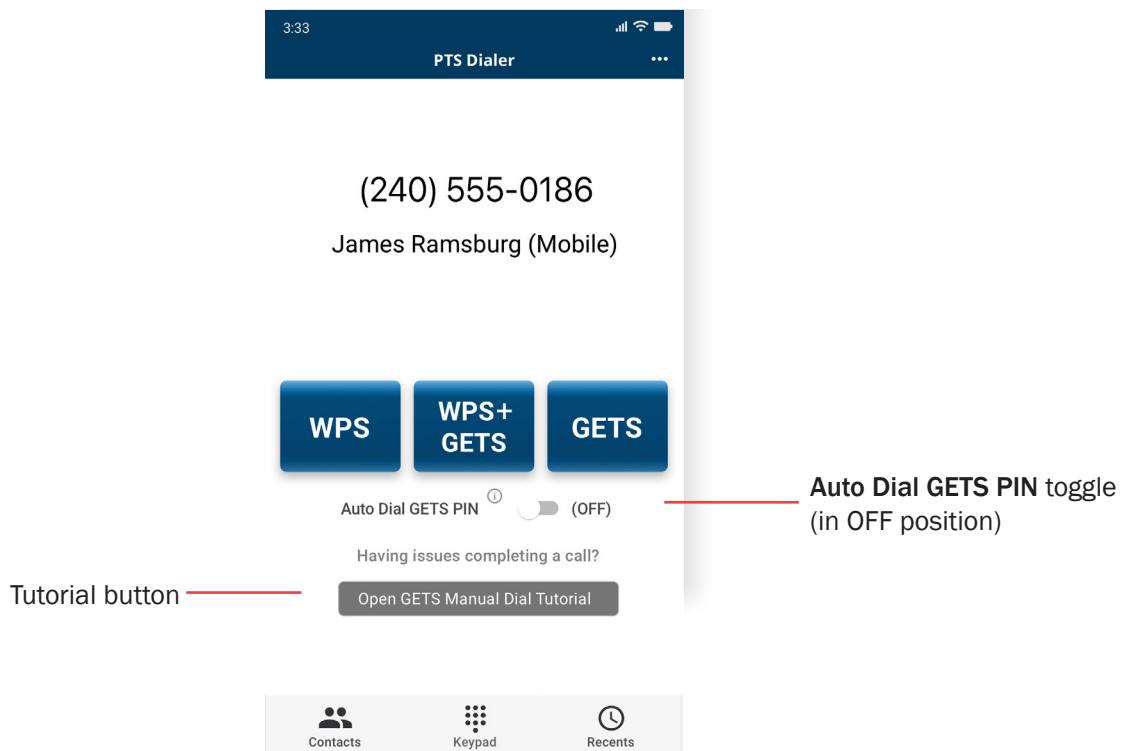 3:33
PTS Dialer
(240) 555-0186
James Ramsburg (Mobile)
WPS
WPS+
GETS
GETS
Auto Dial GETS PIN
(OFF)
Auto Dial GETS PIN toggle
(in OFF position)
Having issues completing a call?
Tutorial button
Open GETS Manual Dial Tutorial
Contacts
Keypad
Recents